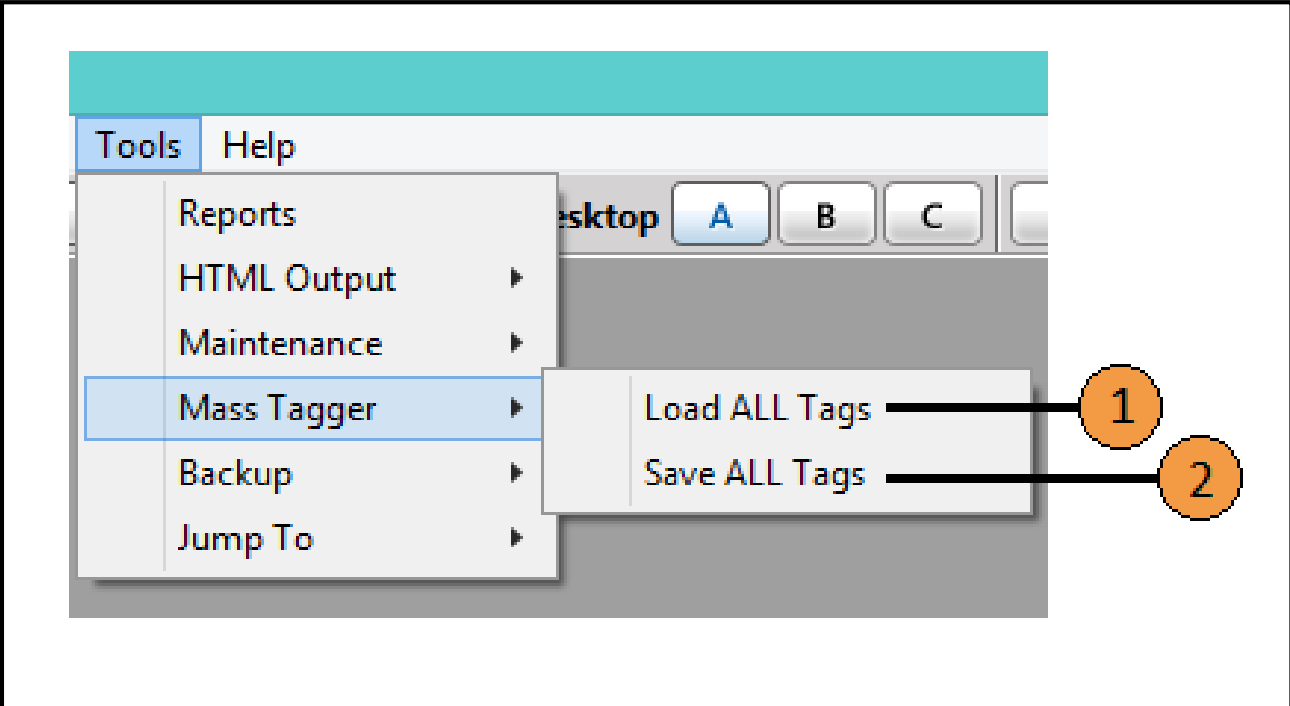 Tools Help
Reports
esktop A B C
HTML Output
Maintenance
Mass Tagger
Load ALL Tags 1
Backup
Save ALL Tags 2
Jump To